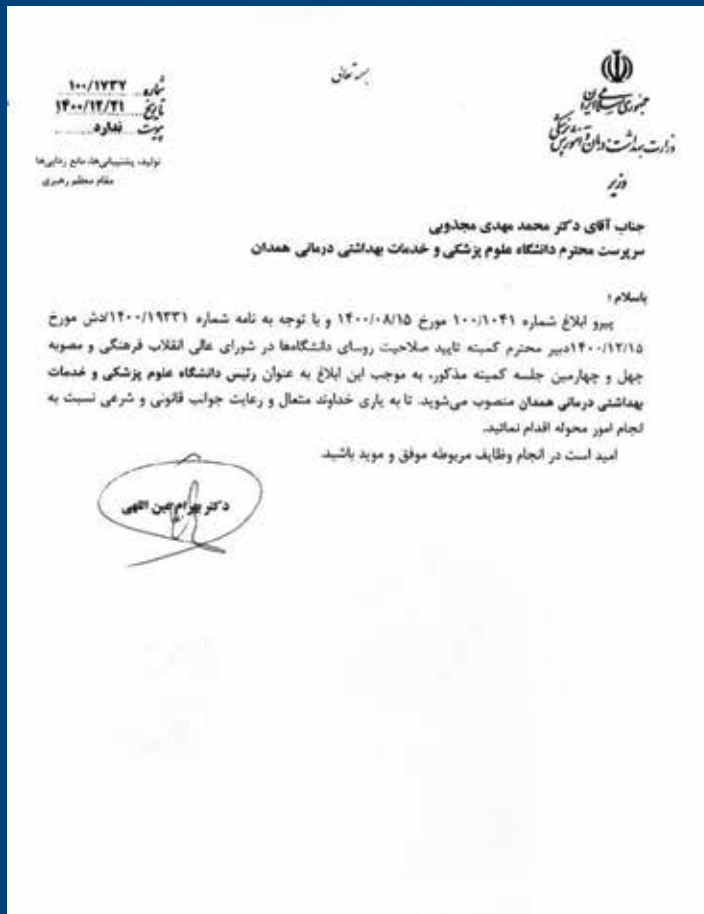 بسمه تعالی
جمهوری اسلامی ایران
وزارت بهداشت، درمان و آموزش پزشکی
وزیر
شماره ۱۰۰/۱۷۳۷
تاریخ ۱۴۰۰/۱۲/۲۱
پیوست ندارد
تولید، پشتیبانی‌ها، مانع زدایی‌ها
مقام معظم رهبری
جناب آقای دکتر محمد مهدی مجذوبی
سرپرست محترم دانشگاه علوم پزشکی و خدمات بهداشتی درمانی همدان
باسلام؛
پیرو ابلاغ شماره ۱۰۰/۱۰۴۱ مورخ ۱۴۰۰/۰۸/۱۵ و با توجه به نامه شماره ۱۴۰۰/۱۹۳۳۱/دش مورخ
۱۴۰۰/۱۲/۱۵دبیر محترم کمیته تایید صلاحیت روسای دانشگاهها در شورای عالی انقلاب فرهنگی و مصوبه
چهل و چهارمین جلسه کمیته مذکور، به موجب این ابلاغ به عنوان رئیس دانشگاه علوم پزشکی و خدمات
بهداشتی درمانی همدان منصوب می‌شوید. تا به یاری خداوند متعال و رعایت جوانب قانونی و شرعی نسبت به
انجام امور محوله اقدام نمائید.
امید است در انجام وظایف مربوطه موفق و موید باشید.
دکتر بهرام عین اللهی